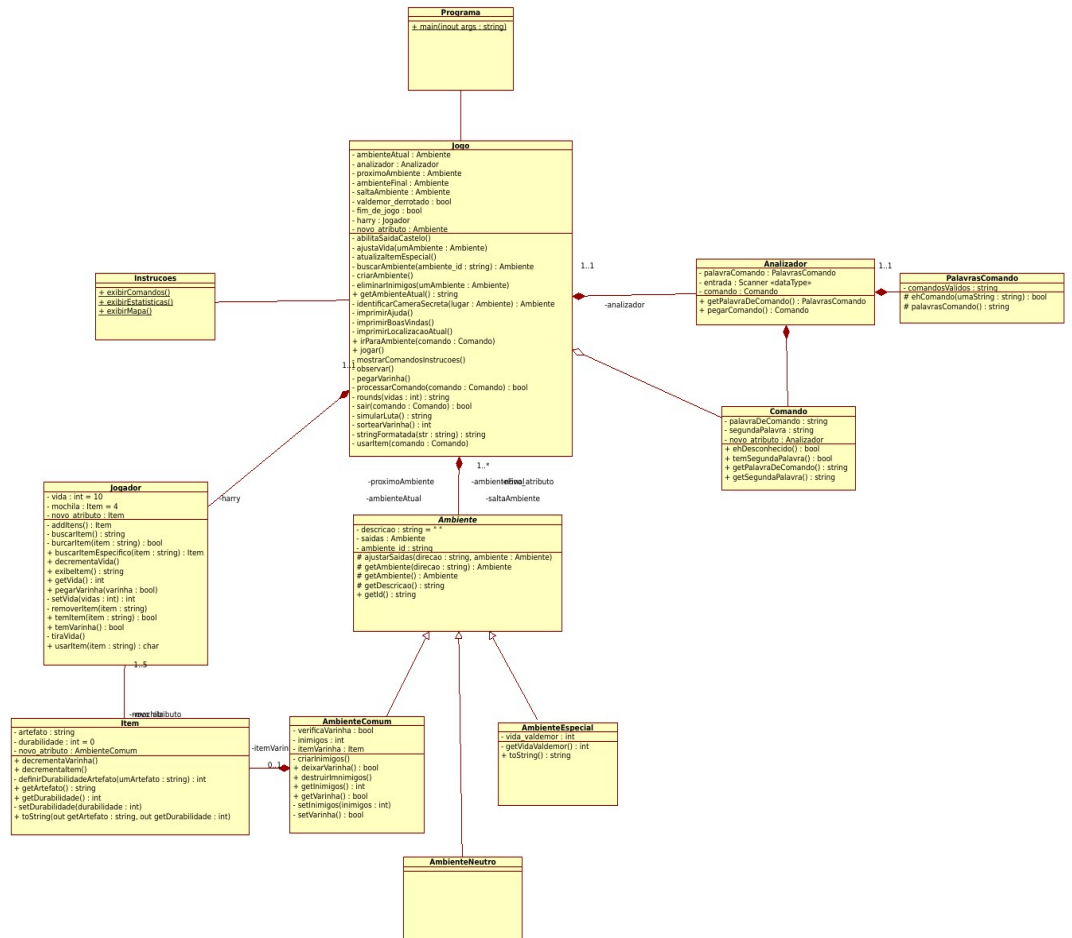 Programa
+ main(inout args : string)
Jogo
- ambienteAtual : Ambiente
- analizador : Analizador
- proximoAmbiente : Ambiente
- ambienteFinal : Ambiente
- saltaAmbiente : Ambiente
- valdemor_derrotado : bool
- fim_de_jogo : bool
- harry : Jogador
- novo_atributo : Ambiente
- abilitaSaidaCastelo()
- ajustaVida(umAmbiente : Ambiente)
- atualizaItemEspecial()
- buscarAmbiente(ambiente_id : string) : Ambiente
- criarAmbiente()
- eliminarInimigos(umAmbiente : Ambiente)
+ getAmbienteAtual() : string
- identificarCameraSecreta(lugar : Ambiente) : Ambiente
- imprimirAjuda()
- imprimirBoasVindas()
- imprimirLocalizacaoAtual()
+ irParaAmbiente(comando : Comando)
+ jogar()
- mostrarComandosInstrucoes()
- observar()
- pegarVarinha()
- processarComando(comando : Comando) : bool
- rounds(vidas : int) : string
- sair(comando : Comando) : bool
- simularLuta() : string
- sortearVarinha() : int
- stringFormatada(str : string) : string
- usarItem(comando : Comando)
Instrucoes
+ exibirComandos()
+ exibirEstatisticas()
+ exibirMapa()
1..1
-analizador
Analizador
- palavraComando : PalavrasComando
- entrada : Scanner «dataType»
- comando : Comando
+ getPalavraDeComando() : PalavrasComando
+ pegarComando() : Comando
1..1
PalavrasComando
- comandosValidos : string
# ehComando(umaString : string) : bool
# palavrasComando() : string
Comando
- palavraDeComando : string
- segundaPalavra : string
- novo_atributo : Analizador
+ ehDesconhecido() : bool
+ temSegundaPalavra() : bool
+ getPalavraDeComando() : string
+ getSegundaPalavra() : string
1..1
-harry
Jogador
- vida : int = 10
- mochila : Item = 4
- novo_atributo : Item
- addItens() : Item
- buscarItem() : string
- burcarItem(item : string) : bool
+ buscarItemEspecifico(item : string) : Item
+ decrementaVida()
+ exibeItem() : string
+ getVida() : int
+ pegarVarinha(varinha : bool)
- setVida(vidas : int) : int
- removerItem(item : string)
+ temItem(item : string) : bool
+ temVarinha() : bool
- tiraVida()
+ usarItem(item : string) : char
1..*
-proximoAmbiente
-ambienteAtual
-saltaAmbiente
Ambiente
- descricao : string = " "
- saidas : Ambiente
- ambiente_id : string
# ajustarSaidas(direcao : string, ambiente : Ambiente)
# getAmbiente(direcao : string) : Ambiente
# getAmbiente() : Ambiente
# getDescricao() : string
+ getId() : string
1..5
Item
- artefato : string
- durabilidade : int = 0
- novo_atributo : AmbienteComum
+ decrementaVarinha()
+ decrementaItem()
- definirDurabilidadeArtefato(umArtefato : string) : int
+ getArtefato() : string
+ getDurabilidade() : int
- setDurabilidade(durabilidade : int)
+ toString(out getArtefato : string, out getDurabilidade : int)
-itemVarin
0..1
AmbienteComum
- verificaVarinha : bool
- inimigos : int
- itemVarinha : Item
- criarInimigos()
+ deixarVarinha() : bool
+ destruirImnimigos()
+ getInimigos() : int
+ getVarinha() : bool
- setInimigos(inimigos : int)
- setVarinha() : bool
AmbienteEspecial
- vida_valdemor : int
- getVidaValdemor() : int
+ toString() : string
AmbienteNeutro